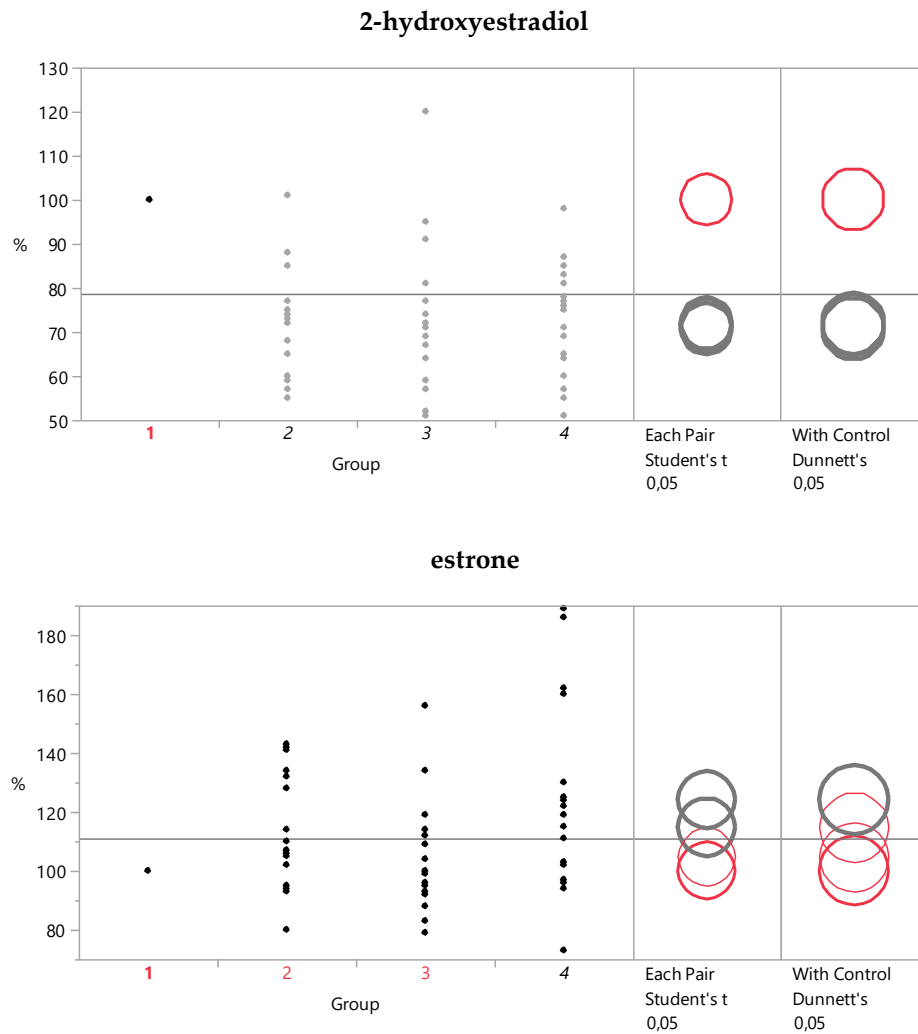 2-hydroxyestradiol
130
120
110
100
90
80
70
60
50
%
1 2 3 4
Group
Each Pair
Student's t
0,05
With Control
Dunnett's
0,05
estrone
180
160
140
120
100
80
%
1 2 3 4
Group
Each Pair
Student's t
0,05
With Control
Dunnett's
0,05